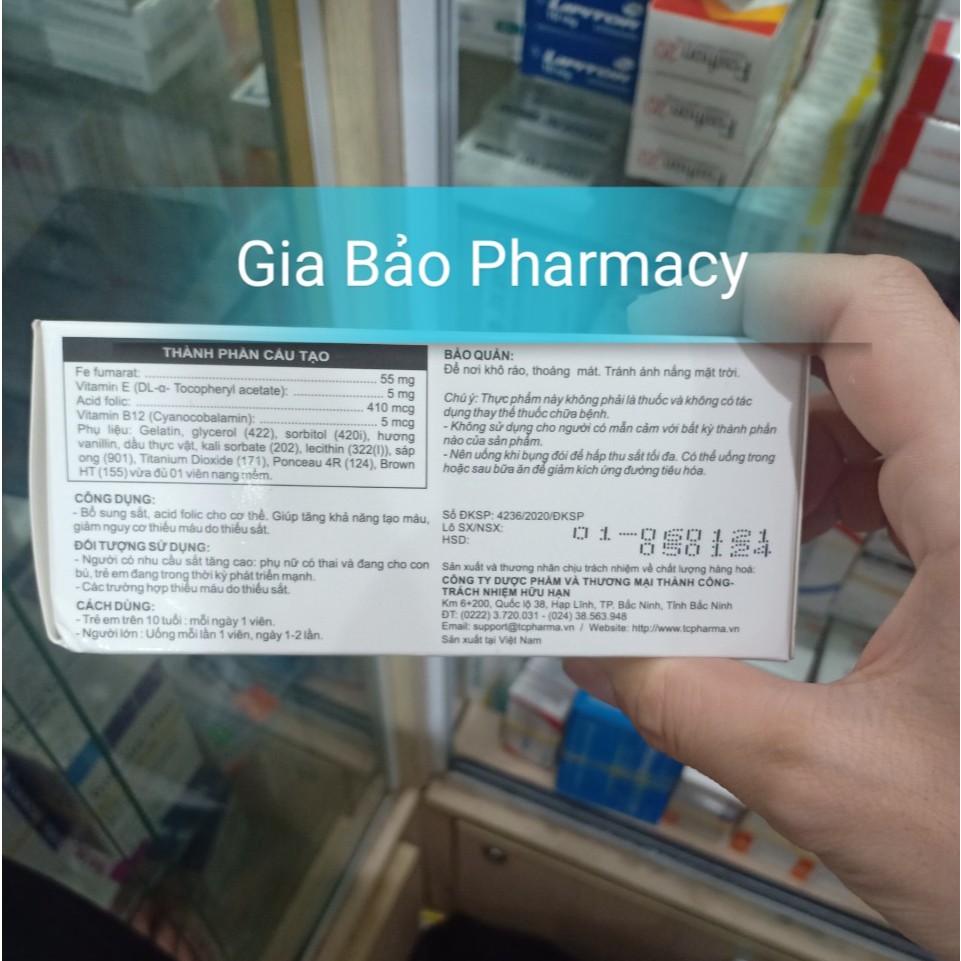 Gia Bảo Pharmacy
THÀNH PHẦN CẤU TẠO
Fe fumarat: 55 mg
Vitamin E (DL-α- Tocopheryl acetate): 5 mg
Acid folic: 410 mcg
Vitamin B12 (Cyanocobalamin): 5 mcg
Phụ liệu: Gelatin, glycerol (422), sorbitol (420i), hương
vanillin, dầu thực vật, kali sorbate (202), lecithin (322(I)), sáp
ong (901), Titanium Dioxide (171), Ponceau 4R (124), Brown
HT (155) vừa đủ 01 viên nang mềm.
CÔNG DỤNG:
- Bổ sung sắt, acid folic cho cơ thể. Giúp tăng khả năng tạo máu,
giảm nguy cơ thiếu máu do thiếu sắt.
ĐỐI TƯỢNG SỬ DỤNG:
- Người có nhu cầu sắt tăng cao: phụ nữ có thai và đang cho con
bú, trẻ em đang trong thời kỳ phát triển mạnh.
- Các trường hợp thiếu máu do thiếu sắt.
CÁCH DÙNG:
- Trẻ em trên 10 tuổi : mỗi ngày 1 viên.
- Người lớn : Uống mỗi lần 1 viên, ngày 1-2 lần.
BẢO QUẢN:
Để nơi khô ráo, thoáng mát. Tránh ánh nắng mặt trời.
Chú ý: Thực phẩm này không phải là thuốc và không có tác
dụng thay thế thuốc chữa bệnh.
- Không sử dụng cho người có mẫn cảm với bất kỳ thành phần
nào của sản phẩm.
- Nên uống khi bụng đói để hấp thu sắt tối đa. Có thể uống trong
hoặc sau bữa ăn để giảm kích ứng đường tiêu hóa.
Số ĐKSP: 4236/2020/ĐKSP
Lô SX/NSX: 01-050121
HSD: 050124
Sản xuất và thương nhân chịu trách nhiệm về chất lượng hàng hoá:
CÔNG TY DƯỢC PHẨM VÀ THƯƠNG MẠI THÀNH CÔNG-
TRÁCH NHIỆM HỮU HẠN
Km 6+200, Quốc lộ 38, Hạp Lĩnh, TP. Bắc Ninh, Tỉnh Bắc Ninh
ĐT: (0222) 3.720.031 - (024) 38.563.948
Email: support@tcpharma.vn / Website: http://www.tcpharma.vn
Sản xuất tại Việt Nam